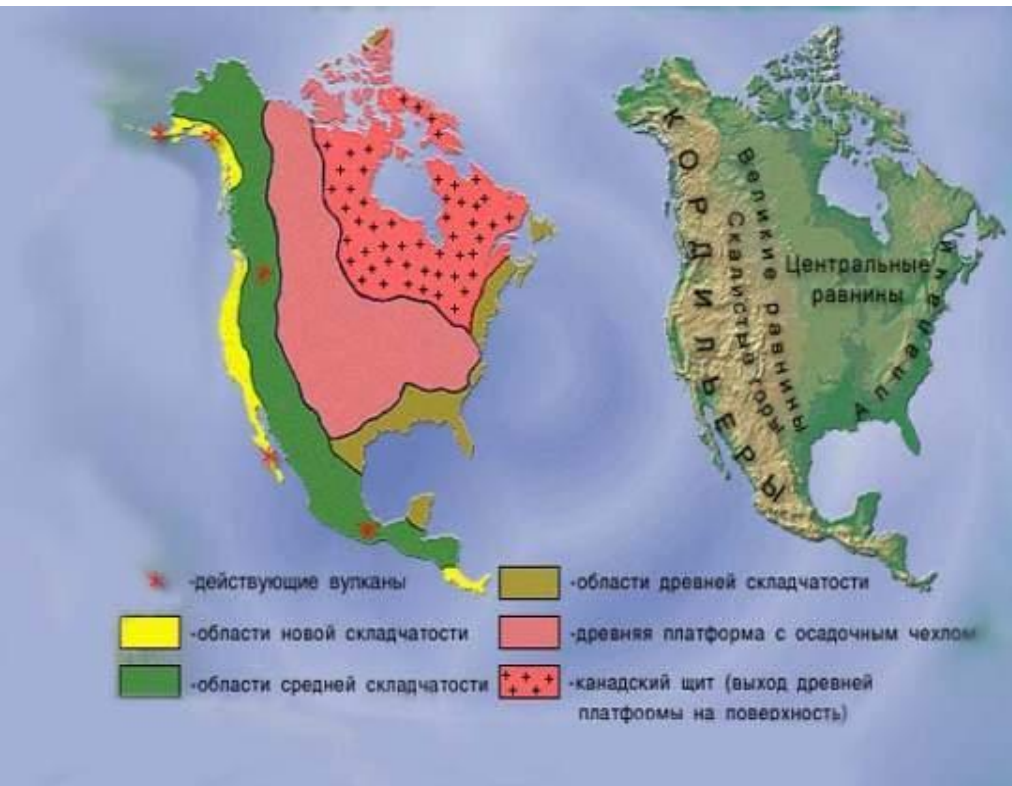 КОРДИЛЬЕРЫ
Великие равнины
Скалистые горы
Центральные
равнины
Аппалачи
-действующие вулканы
-области новой складчатости
-области средней складчатости
-области древней складчатости
-древняя платформа с осадочным чехлом
-канадский щит (выход древней
платформы на поверхность)